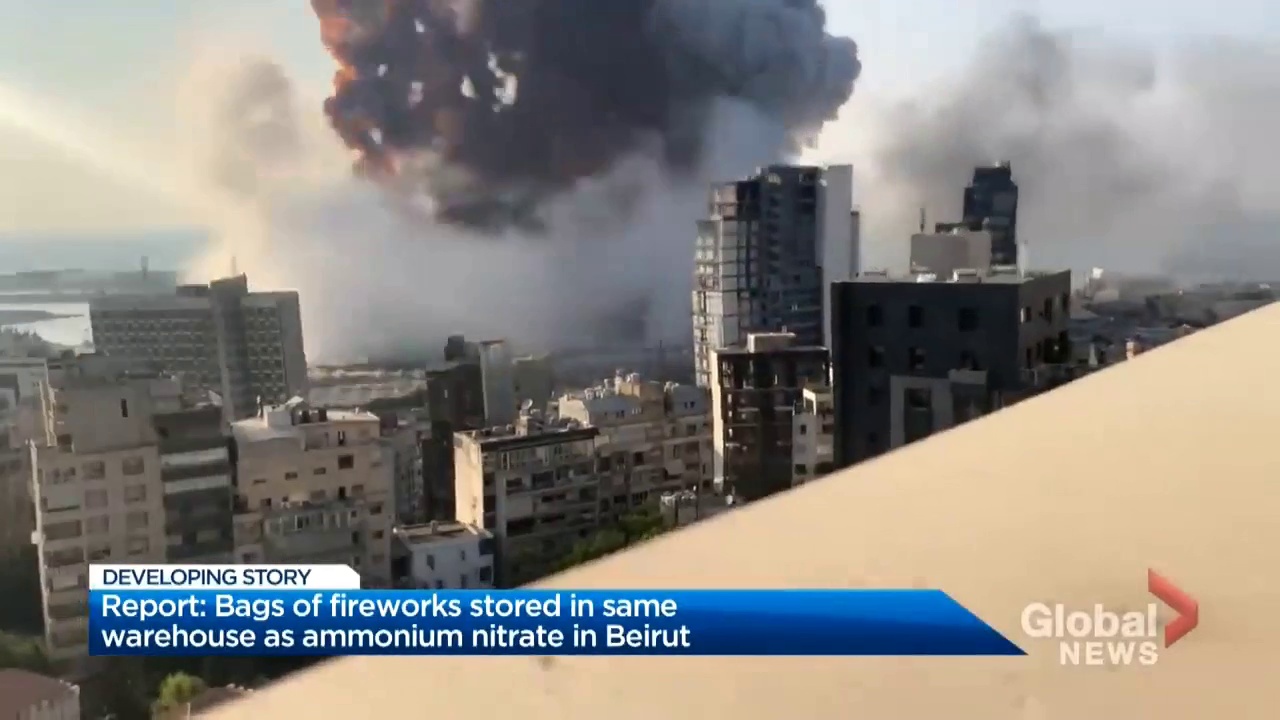 DEVELOPING STORY
Report: Bags of fireworks stored in same
warehouse as ammonium nitrate in Beirut
Global
NEWS